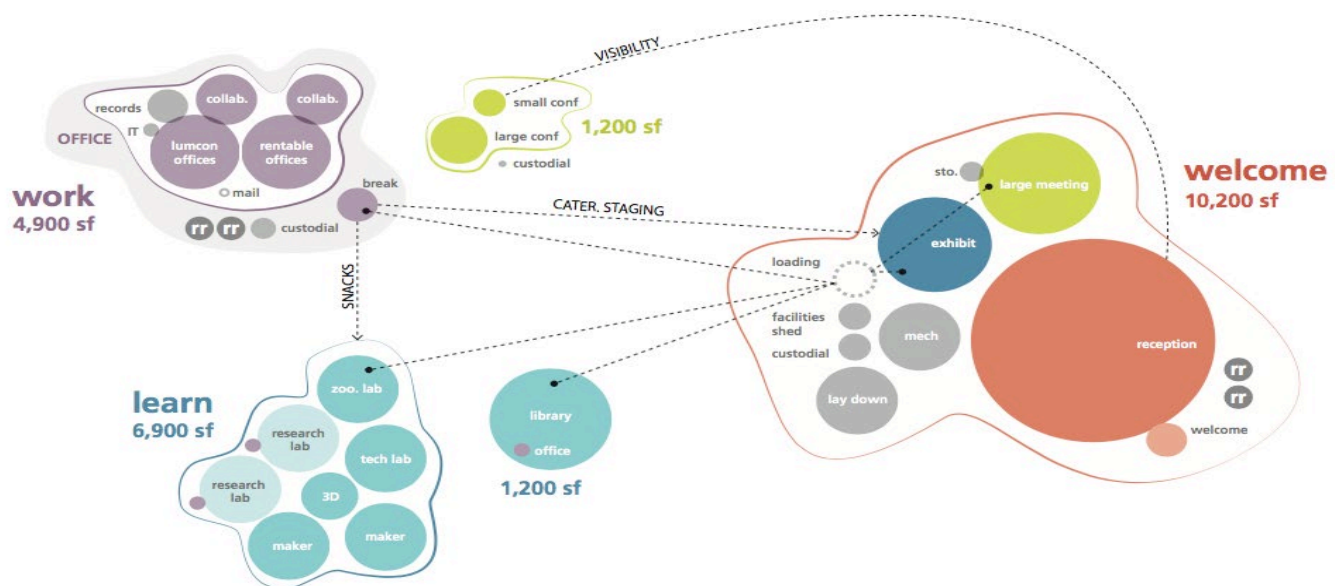 VISIBILITY
records
collab.
collab.
OFFICE
IT
lumcon
offices
rentable
offices
mail
work
4,900 sf
rr
rr
custodial
break
small conf
large conf
1,200 sf
custodial
CATER, STAGING
SNACKS
sto.
large meeting
welcome
10,200 sf
exhibit
loading
facilities
shed
custodial
mech
lay down
reception
rr
rr
welcome
learn
6,900 sf
zoo. lab
research
lab
tech lab
research
lab
3D
maker
maker
library
office
1,200 sf